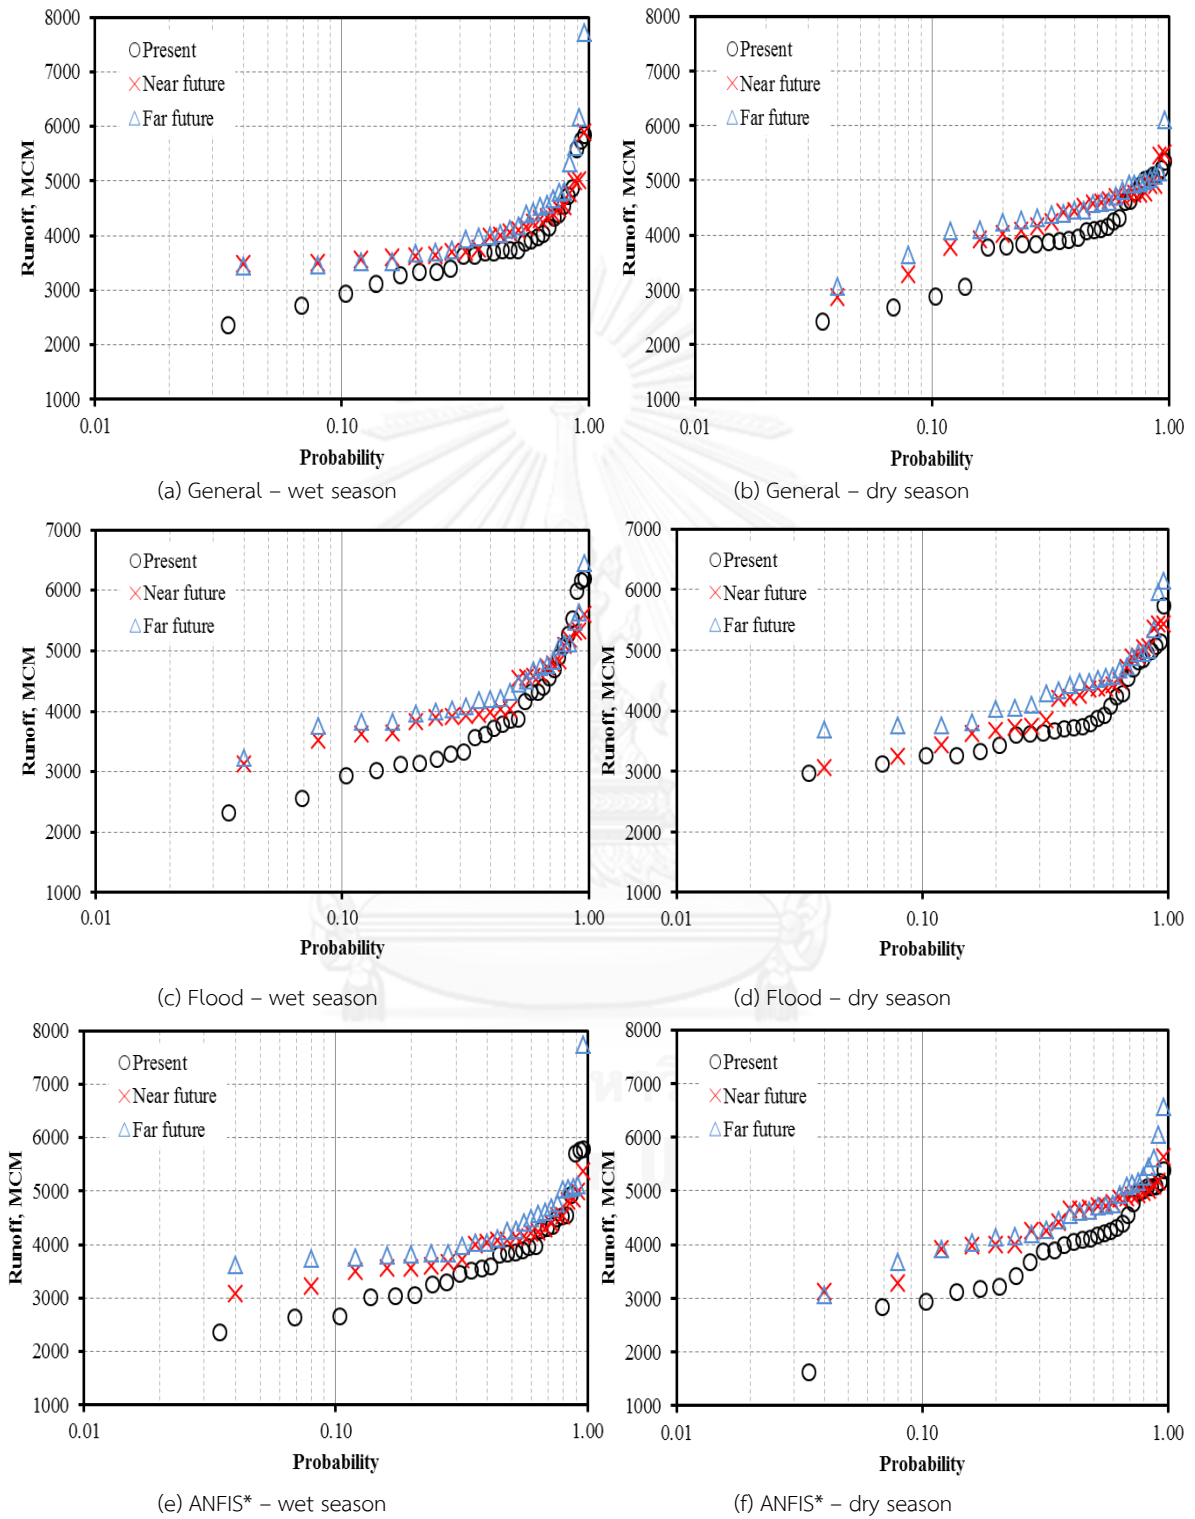 8000
7000
6000
5000
4000
3000
2000
1000
Runoff, MCM
Present
Near future
Far future
0.01
0.10
1.00
Probability
(a) General – wet season
8000
7000
6000
5000
4000
3000
2000
1000
Runoff, MCM
Present
Near future
Far future
0.01
0.10
1.00
Probability
(b) General – dry season
7000
6000
5000
4000
3000
2000
1000
Runoff, MCM
Present
Near future
Far future
0.01
0.10
1.00
Probability
(c) Flood – wet season
7000
6000
5000
4000
3000
2000
1000
Runoff, MCM
Present
Near future
Far future
0.01
0.10
1.00
Probability
(d) Flood – dry season
8000
7000
6000
5000
4000
3000
2000
1000
Runoff, MCM
Present
Near future
Far future
0.01
0.10
1.00
Probability
(e) ANFIS* – wet season
8000
7000
6000
5000
4000
3000
2000
1000
Runoff, MCM
Present
Near future
Far future
0.01
0.10
1.00
Probability
(f) ANFIS* – dry season